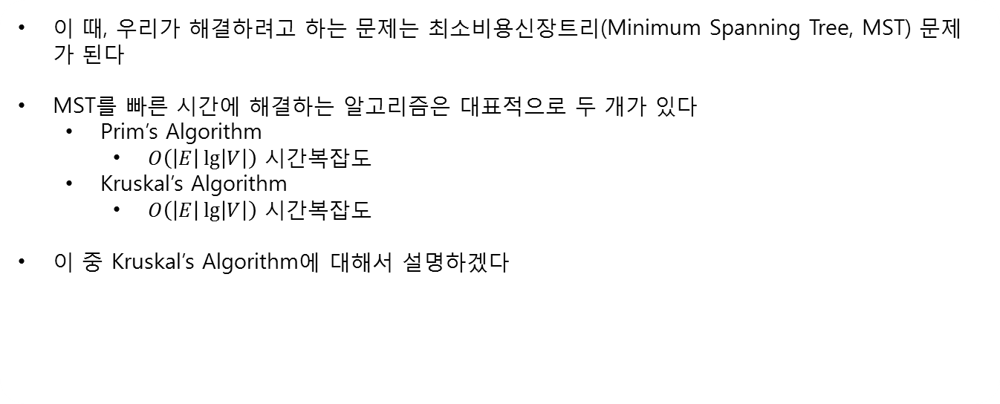 • 이 때, 우리가 해결하려고 하는 문제는 최소비용신장트리(Minimum Spanning Tree, MST) 문제
가 된다
• MST를 빠른 시간에 해결하는 알고리즘은 대표적으로 두 개가 있다
• Prim’s Algorithm
• O(|E| lg|V|) 시간복잡도
• Kruskal’s Algorithm
• O(|E| lg|V|) 시간복잡도
• 이 중 Kruskal’s Algorithm에 대해서 설명하겠다